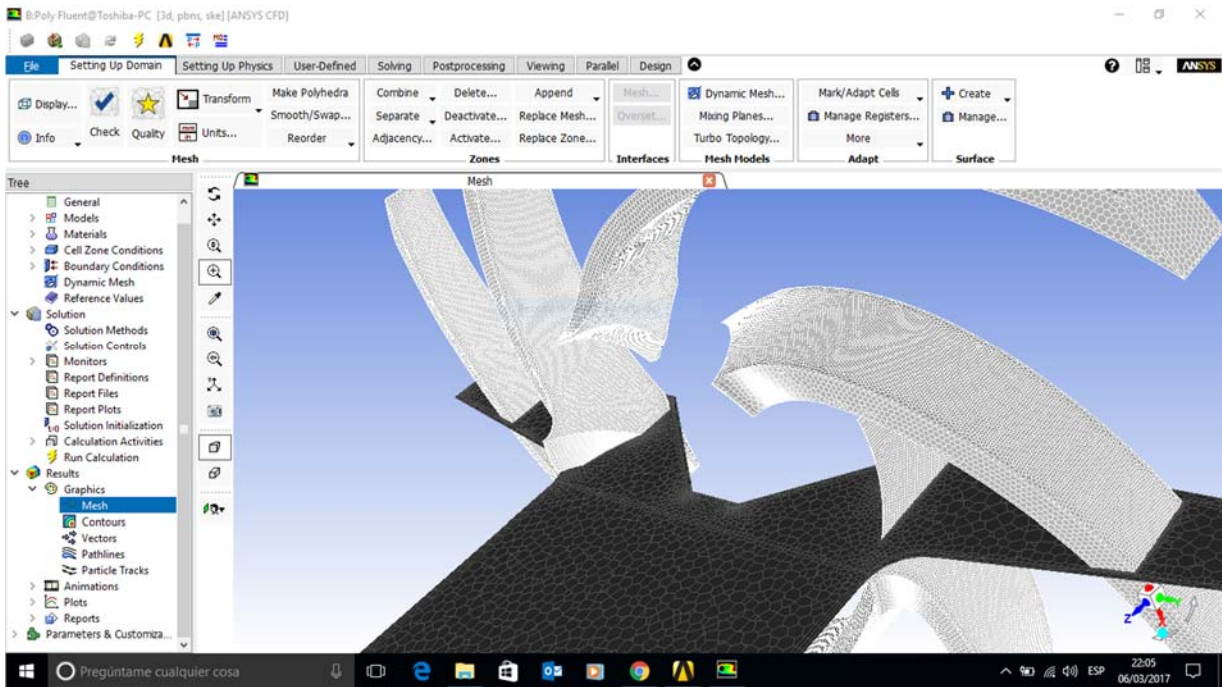 B:Poly Fluent@Toshiba-PC [3d, pbns, ske] [ANSYS CFD]
File Setting Up Domain Setting Up Physics User-Defined Solving Postprocessing Viewing Parallel Design ANSYS
Display... Check Quality Transform Make Polyhedra Combine Delete... Append Mesh... Dynamic Mesh... Mark/Adapt Cells Create
Smooth/Swap... Separate Deactivate... Replace Mesh... Overset... Mixing Planes... Manage Registers... Manage...
Info Units... Reorder Adjacency... Activate... Replace Zone... Turbo Topology... More
Mesh Zones Interfaces Mesh Models Adapt Surface
Tree
Mesh
General
Models
Materials
Cell Zone Conditions
Boundary Conditions
Dynamic Mesh
Reference Values
Solution
Solution Methods
Solution Controls
Monitors
Report Definitions
Report Files
Report Plots
Solution Initialization
Calculation Activities
Run Calculation
Results
Graphics
Mesh
Contours
Vectors
Pathlines
Particle Tracks
Animations
Plots
Reports
Parameters & Customiza...
Z
Y
Pregúntame cualquier cosa
ESP
22:05
06/03/2017